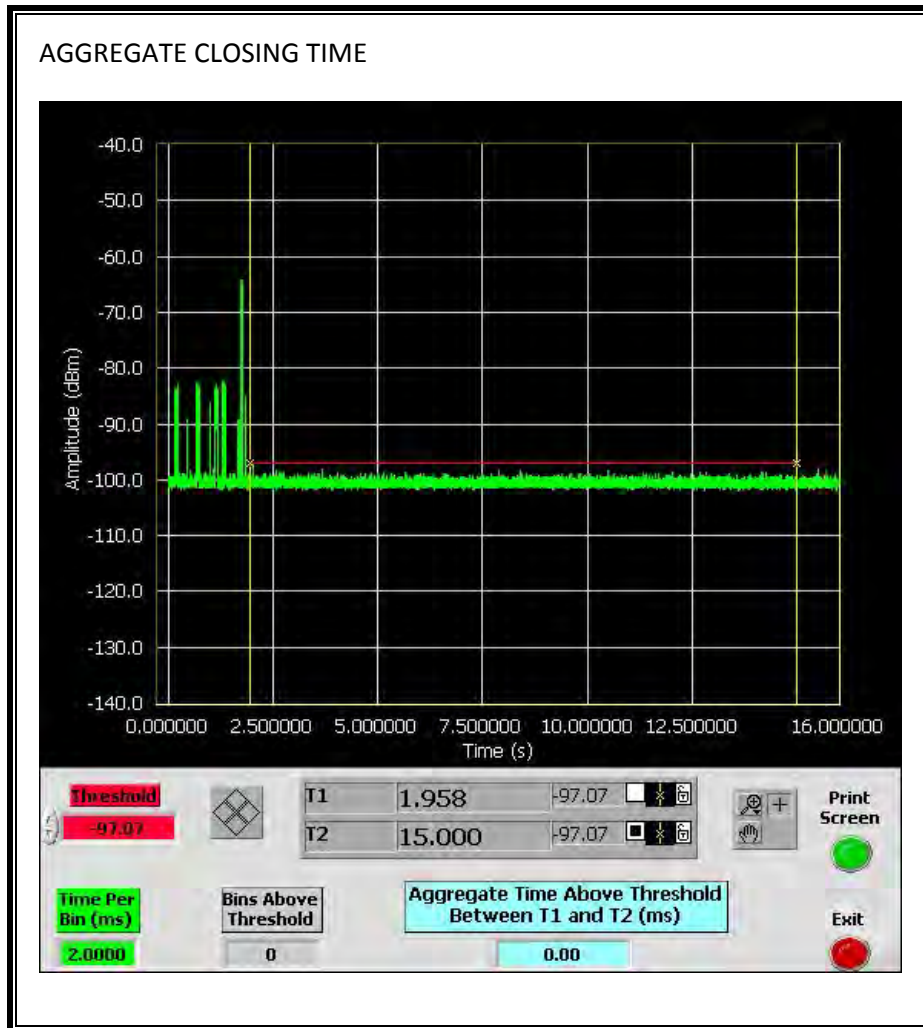 AGGREGATE CLOSING TIME
-40.0
-50.0
-60.0
-70.0
-80.0
-90.0
-100.0
-110.0
-120.0
-130.0
-140.0
Amplitude (dBm)
0.000000 2.500000 5.000000 7.500000 10.000000 12.500000 16.000000
Time (s)
Threshold
-97.07
T1 1.958 -97.07
T2 15.000 -97.07
Print
Screen
Time Per
Bin (ms)
2.0000
Bins Above
Threshold
0
Aggregate Time Above Threshold
Between T1 and T2 (ms)
0.00
Exit